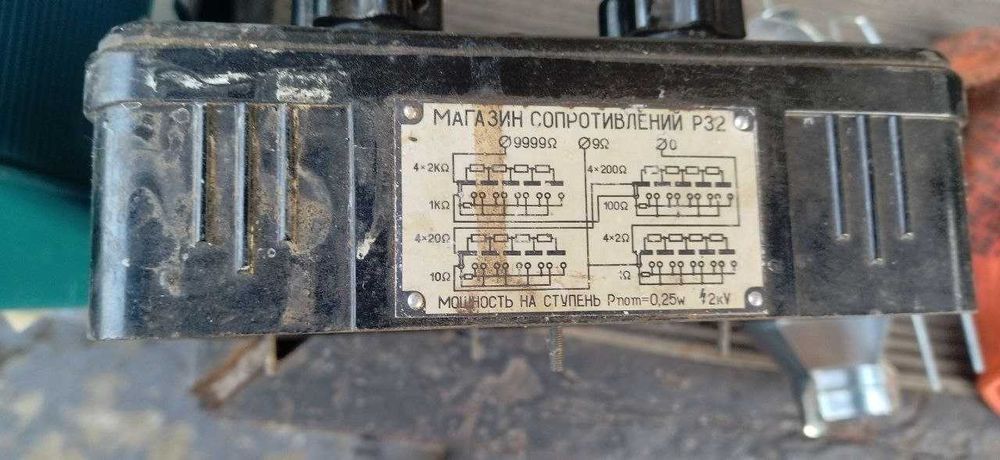 МАГАЗИН СОПРОТИВЛЕНИЙ Р32
9999Ω 9Ω 0
4×2KΩ 4×200Ω
1KΩ 100Ω
4×20Ω 4×2Ω
10Ω 1Ω
МОЩНОСТЬ НА СТУПЕНЬ Pnom=0,25w 2kV